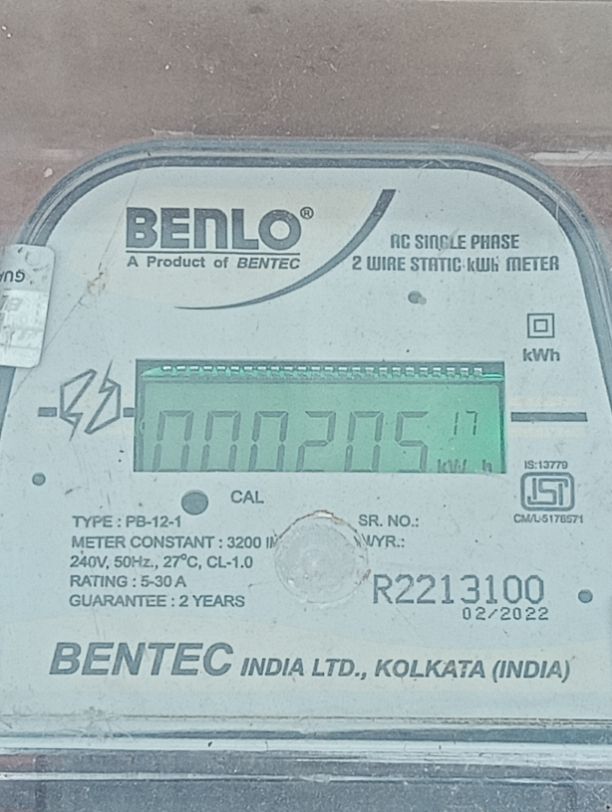 BENLO®
A Product of BENTEC
AC SINGLE PHASE
2 WIRE STATIC kWh METER
kWh
000205 17
kW h
IS:13779
ISI
CM/L-5176571
CAL
TYPE : PB-12-1
METER CONSTANT : 3200
240V, 50Hz., 27°C, CL-1.0
RATING : 5-30 A
GUARANTEE : 2 YEARS
SR. NO.:
R2213100
02/2022
BENTEC INDIA LTD., KOLKATA (INDIA)